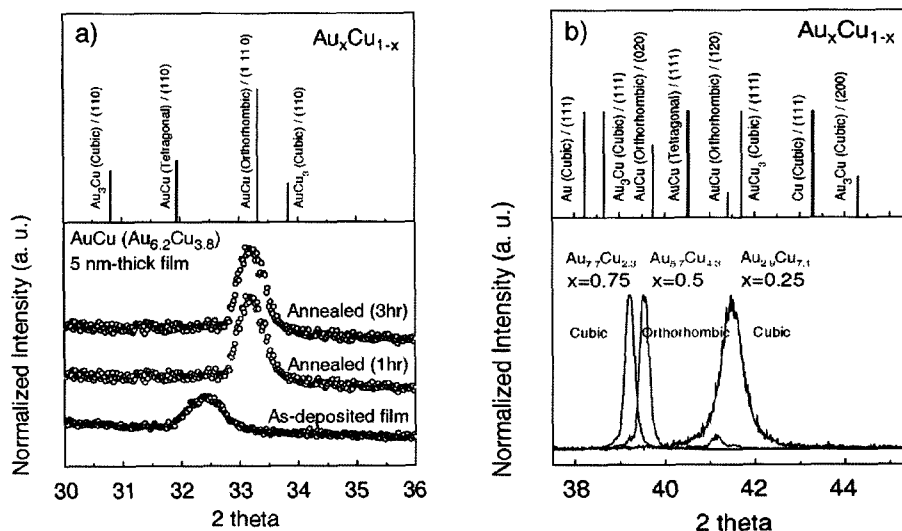 a)
AuxCu1-x
Au3Cu (Cubic) / (110)
AuCu (Tetragonal) / (110)
AuCu (Orthorhombic) / (1 11 0)
AuCu3 (Cubic) / (110)
AuCu (Au6.2Cu3.8)
5 nm-thick film
Annealed (3hr)
Annealed (1hr)
As-deposited film
Normalized Intensity (a. u.)
30 31 32 33 34 35 36
2 theta
b)
AuxCu1-x
Au (Cubic) / (111)
Au3Cu (Cubic) / (111)
AuCu (Orthorhombic) / (020)
AuCu (Tetragonal) / (111)
AuCu (Orthorhombic) / (120)
AuCu3 (Cubic) / (111)
Cu (Cubic) / (111)
Au3Cu (Cubic) / (200)
Au7.7Cu2.3 Au5.7Cu4.3 Au2.9Cu7.1
x=0.75 x=0.5 x=0.25
Cubic Orthorhombic Cubic
Normalized Intensity (a. u.)
38 40 42 44
2 theta